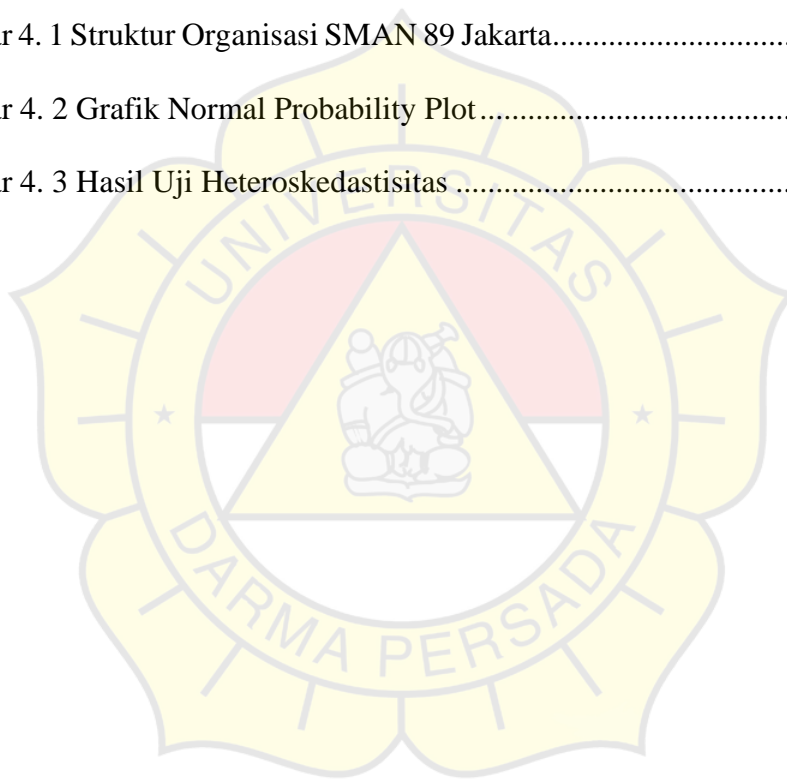 r 4. 1 Struktur Organisasi SMAN 89 Jakarta..............................
r 4. 2 Grafik Normal Probability Plot.......................................
r 4. 3 Hasil Uji Heteroskedastisitas ..........................................
UNIVERSITAS
DARMA PERSADA